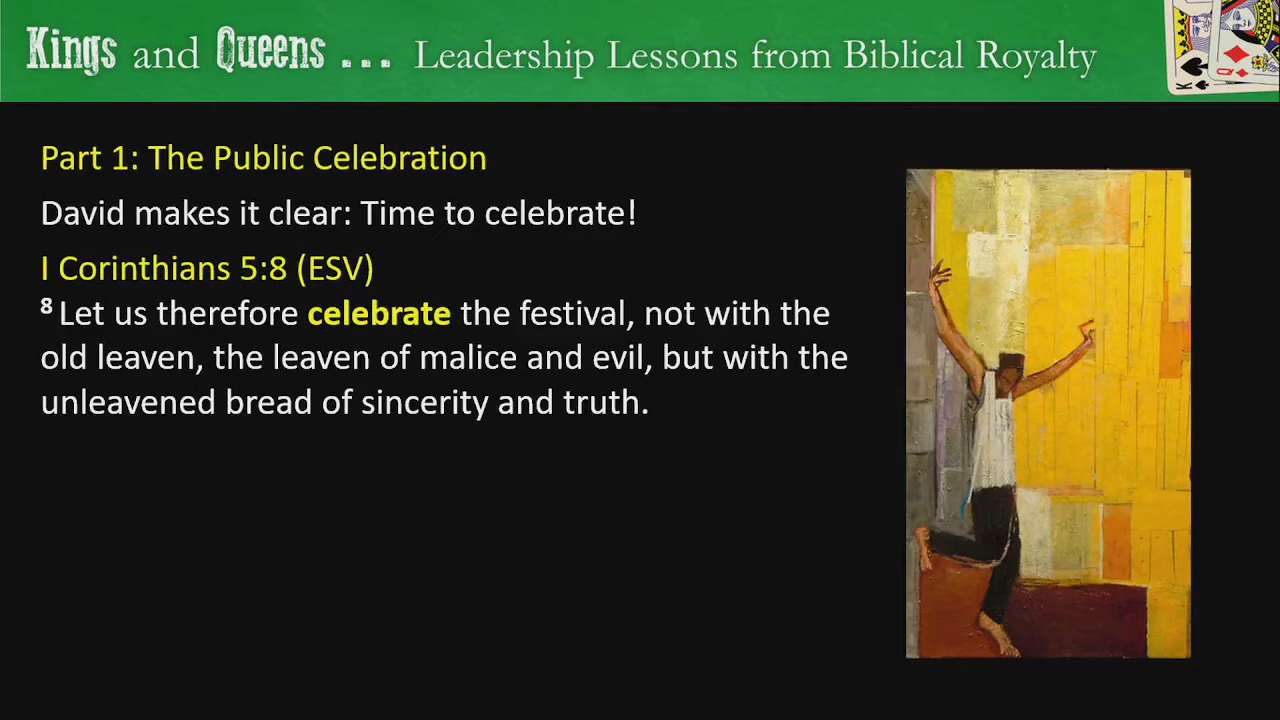 Kings and Queens ... Leadership Lessons from Biblical Royalty
K Q
Part 1: The Public Celebration
David makes it clear: Time to celebrate!
I Corinthians 5:8 (ESV)
8 Let us therefore celebrate the festival, not with the
old leaven, the leaven of malice and evil, but with the
unleavened bread of sincerity and truth.